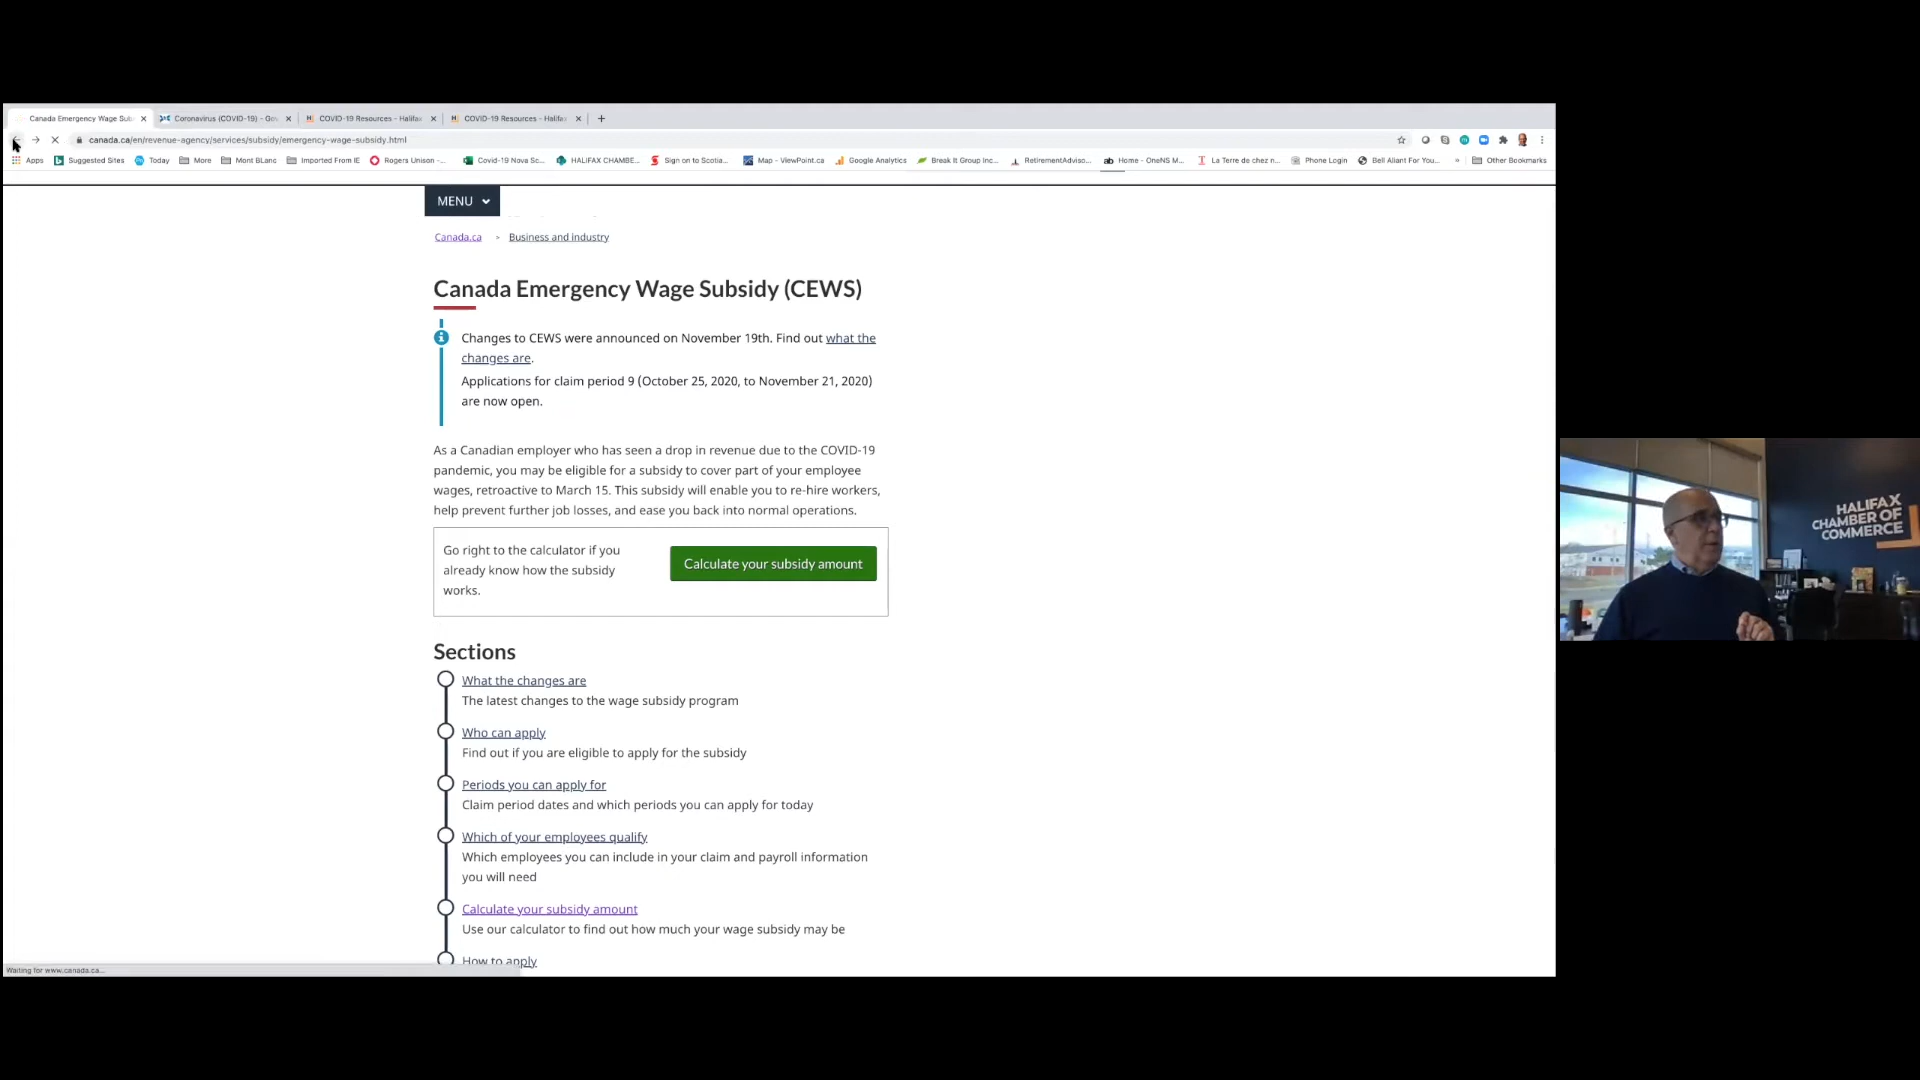 Canada Emergency Wage Sub
Coronavirus (COVID-19) - Gov
COVID-19 Resources - Halifax
COVID-19 Resources - Halifax
canada.ca/en/revenue-agency/services/subsidy/emergency-wage-subsidy.html
Apps
Suggested Sites
Today
More
Mont BLanc
Imported From IE
Rogers Unison -...
Covid-19 Nova Sc...
HALIFAX CHAMBE...
Sign on to Scotia...
Map - ViewPoint.ca
Google Analytics
Break It Group Inc...
RetirementAdviso...
Home - OneNS M...
La Terre de chez n...
Phone Login
Bell Aliant For You...
Other Bookmarks
MENU
Canada.ca > Business and industry
Canada Emergency Wage Subsidy (CEWS)
Changes to CEWS were announced on November 19th. Find out what the
changes are.
Applications for claim period 9 (October 25, 2020, to November 21, 2020)
are now open.
As a Canadian employer who has seen a drop in revenue due to the COVID-19
pandemic, you may be eligible for a subsidy to cover part of your employee
wages, retroactive to March 15. This subsidy will enable you to re-hire workers,
help prevent further job losses, and ease you back into normal operations.
Go right to the calculator if you
already know how the subsidy
works.
Calculate your subsidy amount
Sections
What the changes are
The latest changes to the wage subsidy program
Who can apply
Find out if you are eligible to apply for the subsidy
Periods you can apply for
Claim period dates and which periods you can apply for today
Which of your employees qualify
Which employees you can include in your claim and payroll information
you will need
Calculate your subsidy amount
Use our calculator to find out how much your wage subsidy may be
How to apply
Waiting for www.canada.ca...
HALIFAX
CHAMBER OF
COMMERCE